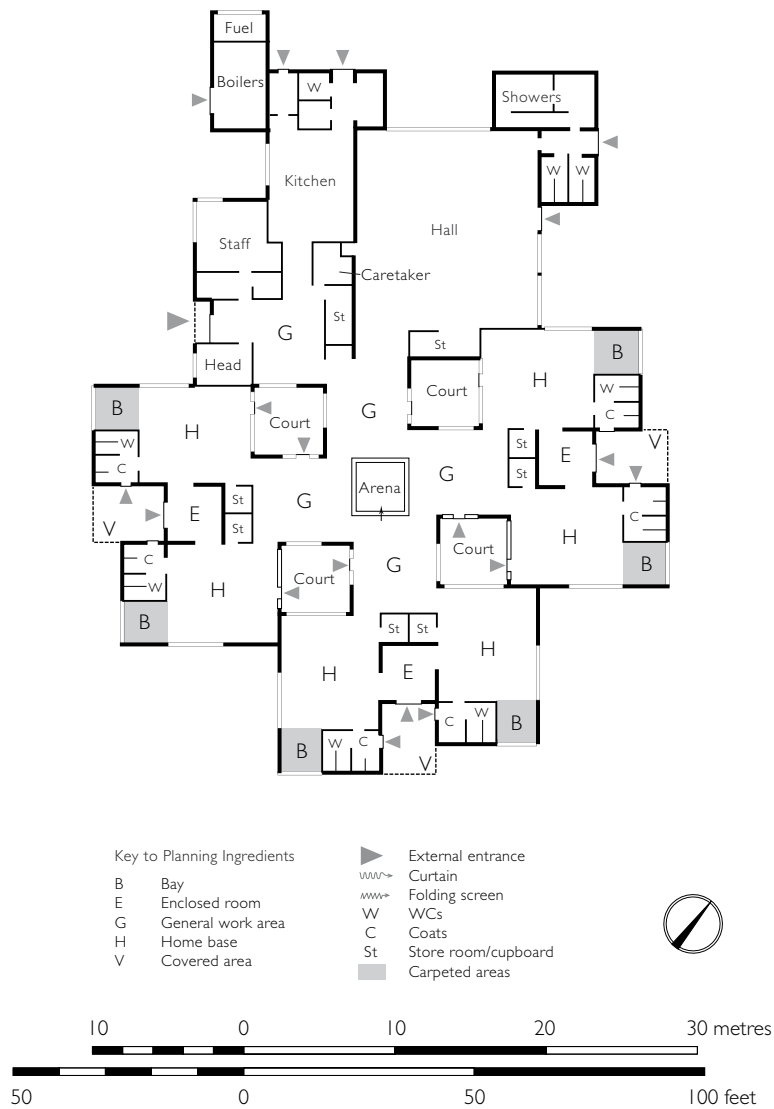 Fuel
Boilers
W
Showers
Kitchen
W W
Staff
Hall
Caretaker
St
G
St
Head
B
H
Court
W
B
H
Court
G
C
W
St
V
E
C
G
St
St
E
Arena
G
V
St
C
C
Court
H
Court
G
W
H
B
B
St St
H
E
H
C W B
B W C
V
Key to Planning Ingredients
B Bay
E Enclosed room
G General work area
H Home base
V Covered area
External entrance
Curtain
Folding screen
W WCs
C Coats
St Store room/cupboard
Carpeted areas
10 0 10 20 30 metres
50 0 50 100 feet